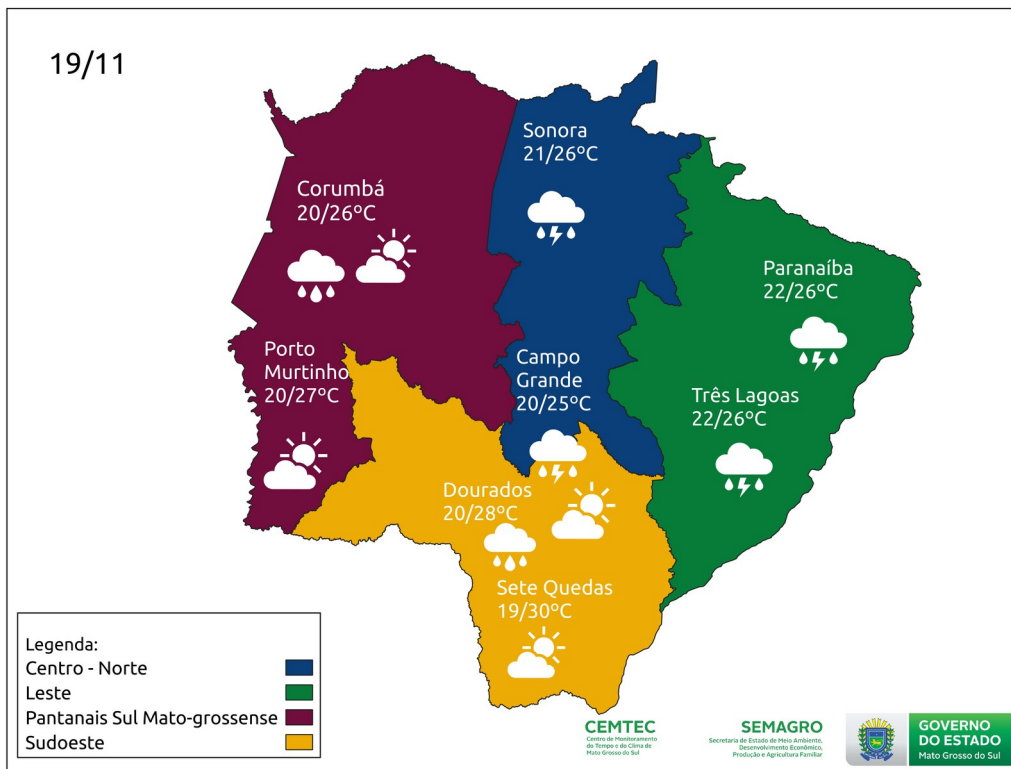 19/11
Sonora
21/26ºC
Corumbá
20/26ºC
Paranaíba
22/26ºC
Porto
Murtinho
20/27ºC
Campo
Grande
20/25ºC
Três Lagoas
22/26ºC
Dourados
20/28ºC
Sete Quedas
19/30ºC
Legenda:
Centro - Norte
Leste
Pantanais Sul Mato-grossense
Sudoeste
CEMTEC
Centro de Monitoramento
do Tempo e do Clima de
Mato Grosso do Sul
SEMAGRO
Secretaria de Estado de Meio Ambiente,
Desenvolvimento Econômico,
Produção e Agricultura Familiar
GOVERNO
DO ESTADO
Mato Grosso do Sul